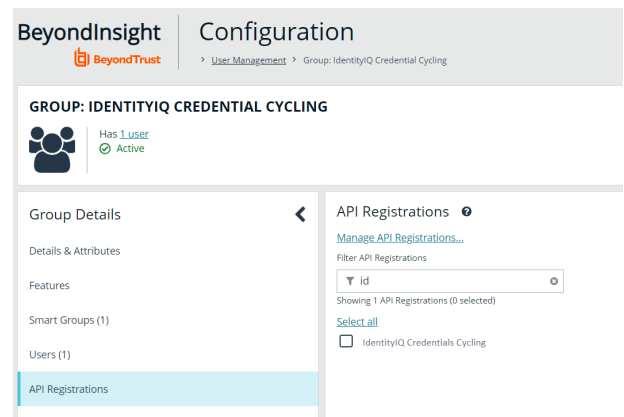 BeyondInsight
BeyondTrust
Configuration
> User Management > Group: IdentityIQ Credential Cycling
GROUP: IDENTITYIQ CREDENTIAL CYCLING
Has 1 user
Active
Group Details
Details & Attributes
Features
Smart Groups (1)
Users (1)
API Registrations
API Registrations
Manage API Registrations...
Filter API Registrations
id
Showing 1 API Registrations (0 selected)
Select all
IdentityIQ Credentials Cycling